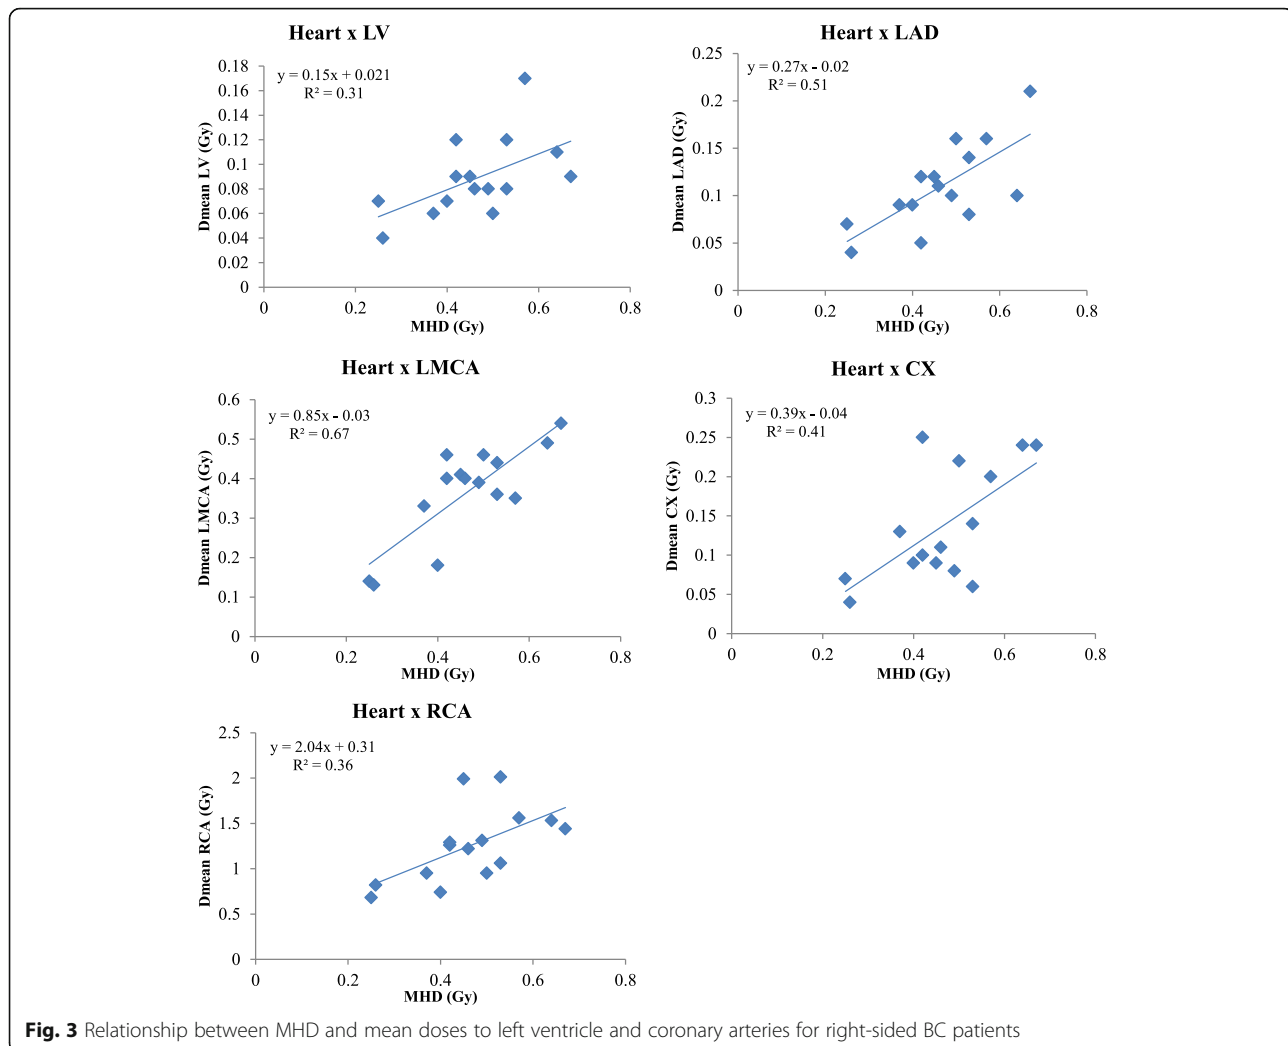 Heart x LV
y = 0.15x + 0.021
R² = 0.31
Dmean LV (Gy)
0.18
0.16
0.14
0.12
0.1
0.08
0.06
0.04
0.02
0
0 0.2 0.4 0.6 0.8
MHD (Gy)
Heart x LAD
y = 0.27x - 0.02
R² = 0.51
Dmean LAD (Gy)
0.25
0.2
0.15
0.1
0.05
0
0 0.2 0.4 0.6 0.8
MHD (Gy)
Heart x LMCA
y = 0.85x - 0.03
R² = 0.67
Dmean LMCA (Gy)
0.6
0.5
0.4
0.3
0.2
0.1
0
0 0.2 0.4 0.6 0.8
MHD (Gy)
Heart x CX
y = 0.39x - 0.04
R² = 0.41
Dmean CX (Gy)
0.3
0.25
0.2
0.15
0.1
0.05
0
0 0.2 0.4 0.6 0.8
MHD (Gy)
Heart x RCA
y = 2.04x + 0.31
R² = 0.36
Dmean RCA (Gy)
2.5
2
1.5
1
0.5
0
0 0.2 0.4 0.6 0.8
MHD (Gy)
Fig. 3 Relationship between MHD and mean doses to left ventricle and coronary arteries for right-sided BC patients